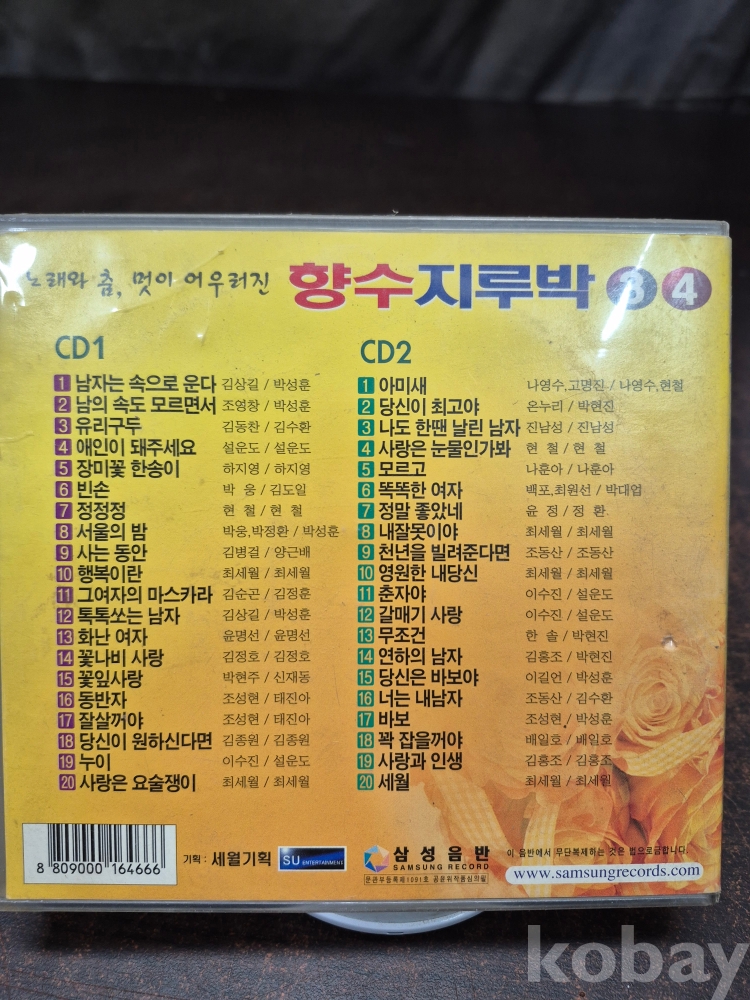 노래와 춤, 멋이 어우러진 향수지루박 3 4
CD1
1 남자는 속으로 운다 김상길 / 박성훈
2 남의 속도 모르면서 조영창 / 박성훈
3 유리구두 김동찬 / 김수환
4 애인이 돼주세요 설운도 / 설운도
5 장미꽃 한송이 하지영 / 하지영
6 빈손 박 웅 / 김도일
7 정정정 현 철 / 현 철
8 서울의 밤 박웅,박정환 / 박성훈
9 사는 동안 김병걸 / 양근배
10 행복이란 최세월 / 최세월
11 그여자의 마스카라 김순곤 / 김정훈
12 톡톡쏘는 남자 김상길 / 박성훈
13 화난 여자 윤명선 / 윤명선
14 꽃나비 사랑 김정호 / 김정호
15 꽃잎사랑 박현주 / 신재동
16 동반자 조성현 / 태진아
17 잘살꺼야 조성현 / 태진아
18 당신이 원하신다면 김종원 / 김종원
19 누이 이수진 / 설운도
20 사랑은 요술쟁이 최세월 / 최세월
CD2
1 아미새 나영수,고명진 / 나영수,현철
2 당신이 최고야 온누리 / 박현진
3 나도 한땐 날린 남자 진남성 / 진남성
4 사랑은 눈물인가봐 현 철 / 현 철
5 모르고 나훈아 / 나훈아
6 똑똑한 여자 백포,최원선 / 박대업
7 정말 좋았네 윤 정 / 정 환
8 내잘못이야 최세월 / 최세월
9 천년을 빌려준다면 조동산 / 조동산
10 영원한 내당신 최세월 / 최세월
11 춘자야 이수진 / 설운도
12 갈매기 사랑 이수진 / 설운도
13 무조건 한 솔 / 박현진
14 연하의 남자 김홍조 / 박현진
15 당신은 바보야 이길언 / 박성훈
16 너는 내남자 조동산 / 김수환
17 바보 조성현 / 박성훈
18 꽉 잡을꺼야 배일호 / 배일호
19 사랑과 인생 김홍조 / 김홍조
20 세월 최세월 / 최세월
8 809000 164666
기획 : 세월기획
SU ENTERTAINMENT
삼성음반
SAMSUNG RECORD
문관부등록제1091호 공윤위작품심의필
이 음반에서 무단복제하는 것은 법으로금합니다.
www.samsungrecords.com
kobay